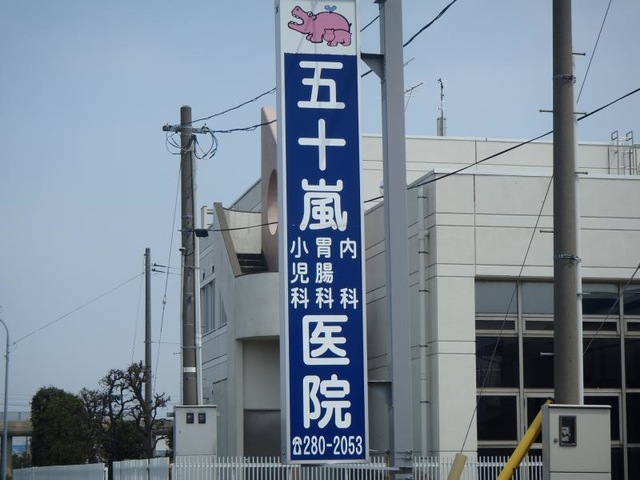 五十嵐
内科
胃腸科
小児科
医院
☎280-2053